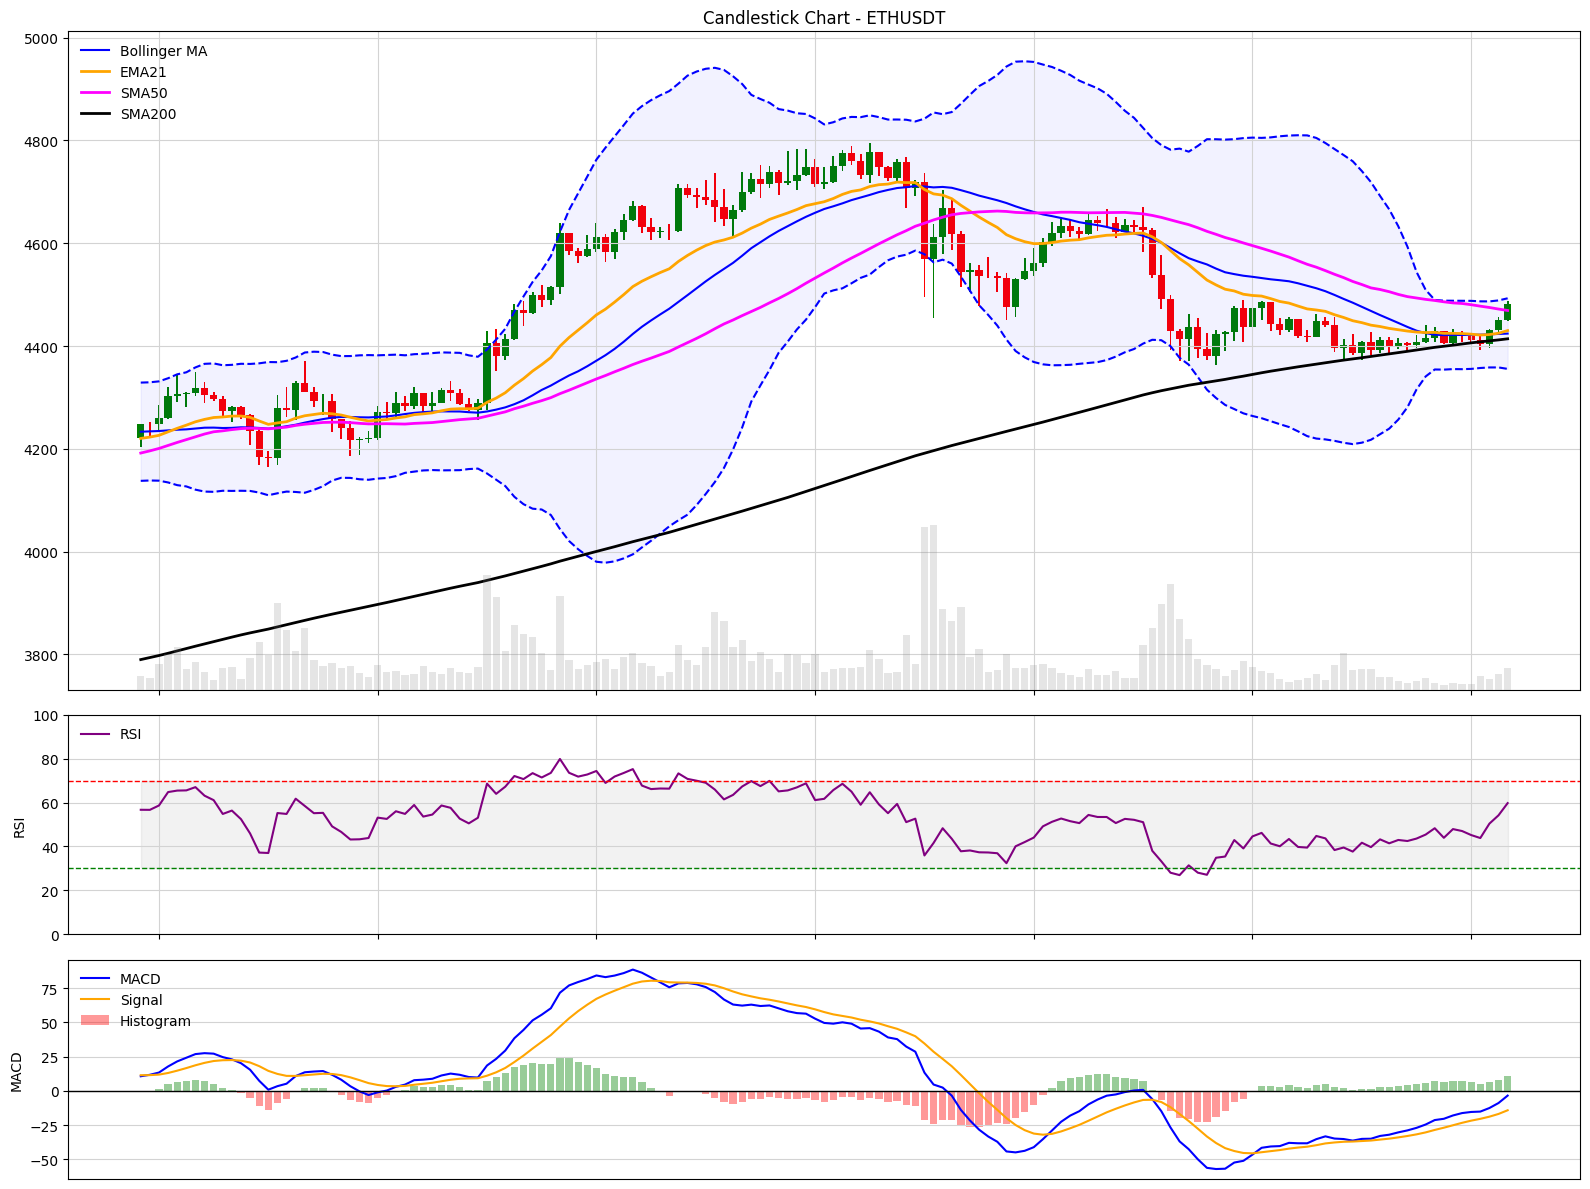 Candlestick Chart - ETHUSDT
5000
4800
4600
4400
4200
4000
3800
Bollinger MA
EMA21
SMA50
SMA200
100
80
60
40
20
0
RSI
RSI
75
50
25
0
−25
−50
MACD
MACD
Signal
Histogram